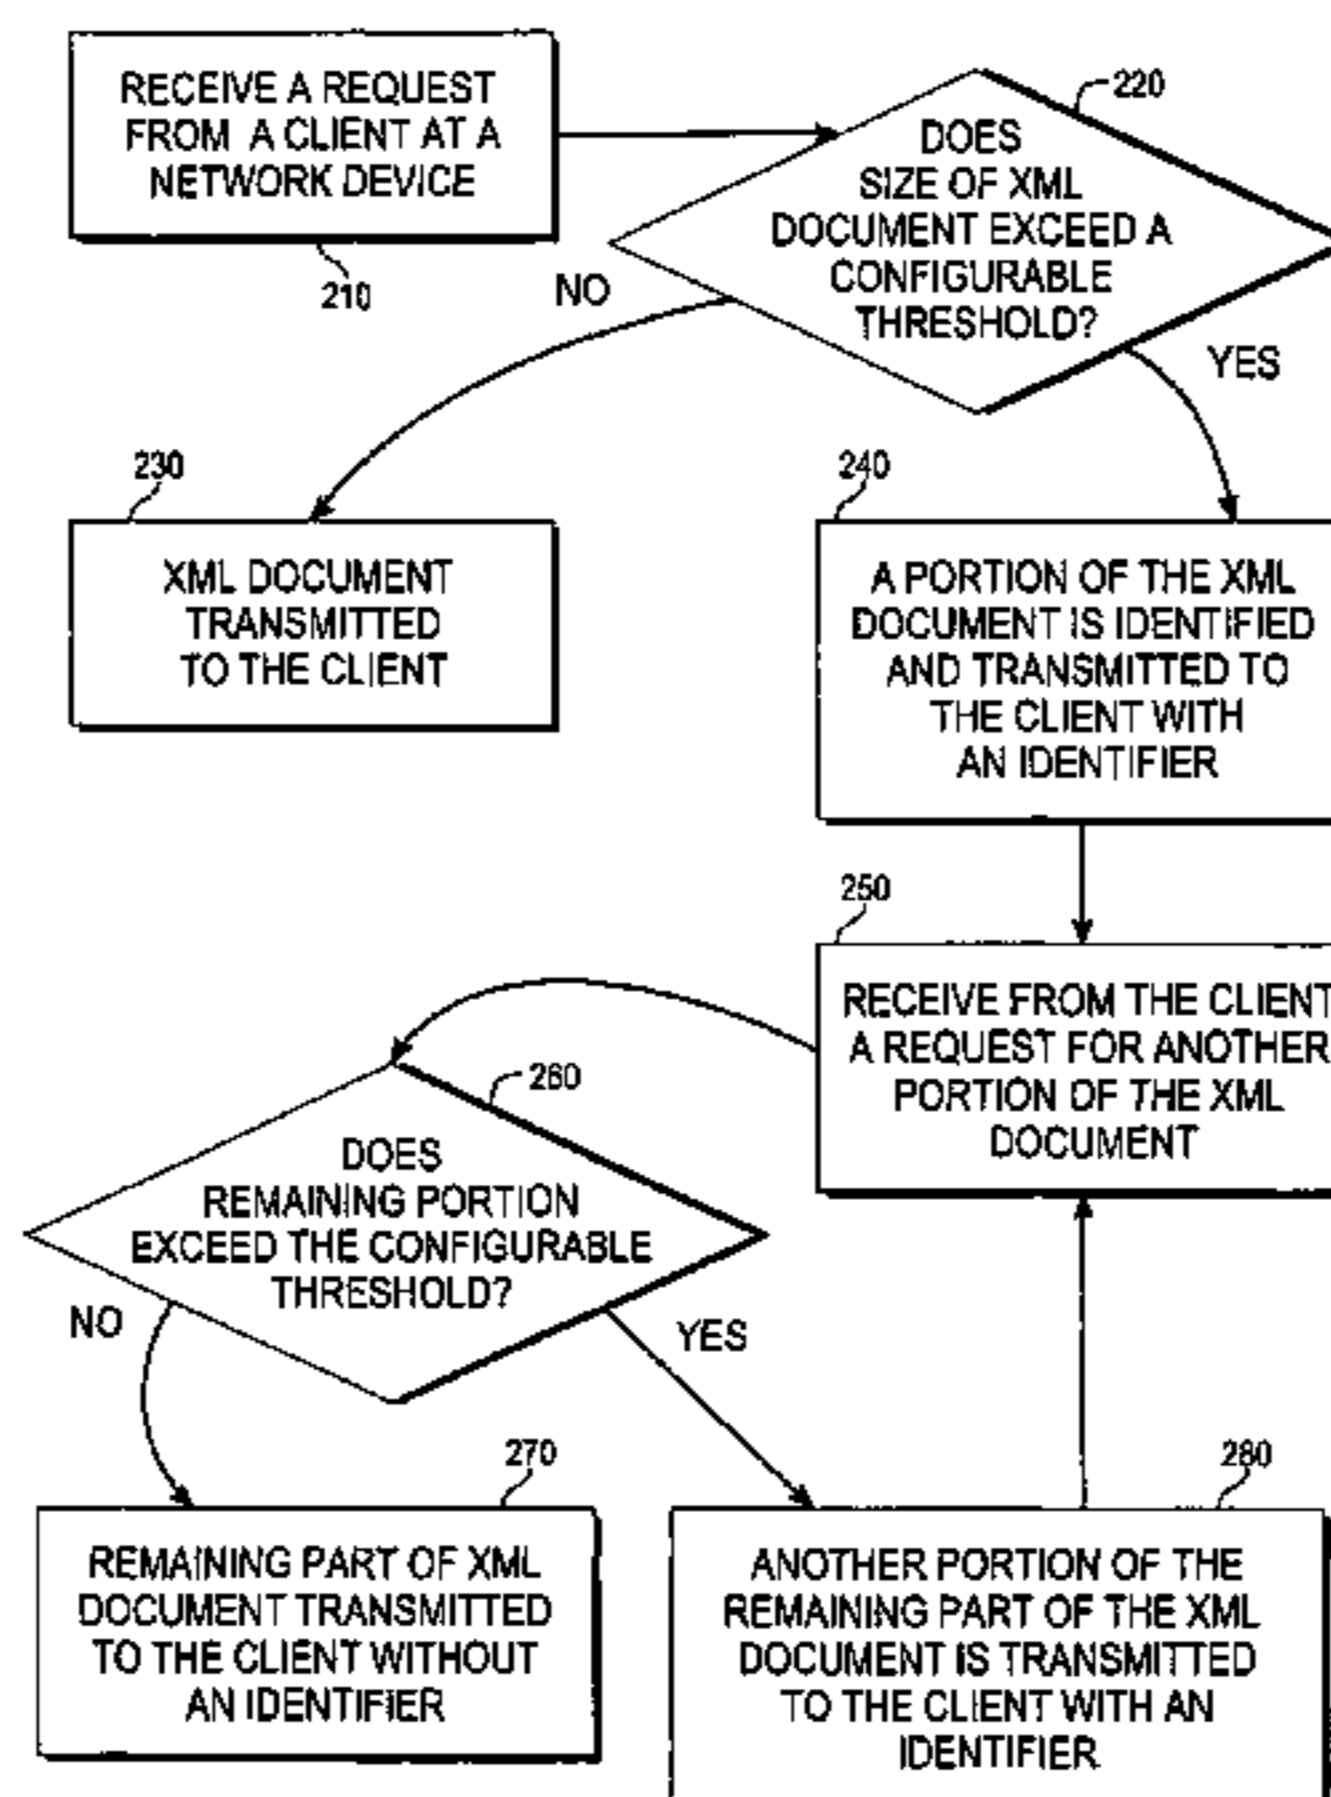 RECEIVE A REQUEST
FROM A CLIENT AT A
NETWORK DEVICE
210
220
DOES
SIZE OF XML
DOCUMENT EXCEED A
CONFIGURABLE
THRESHOLD?
NO
YES
230
XML DOCUMENT
TRANSMITTED
TO THE CLIENT
240
A PORTION OF THE XML
DOCUMENT IS IDENTIFIED
AND TRANSMITTED TO
THE CLIENT WITH
AN IDENTIFIER
250
RECEIVE FROM THE CLIENT
A REQUEST FOR ANOTHER
PORTION OF THE XML
DOCUMENT
260
DOES
REMAINING PORTION
EXCEED THE CONFIGURABLE
THRESHOLD?
NO
YES
270
REMAINING PART OF XML
DOCUMENT TRANSMITTED
TO THE CLIENT WITHOUT
AN IDENTIFIER
280
ANOTHER PORTION OF THE
REMAINING PART OF THE XML
DOCUMENT IS TRANSMITTED
TO THE CLIENT WITH AN
IDENTIFIER